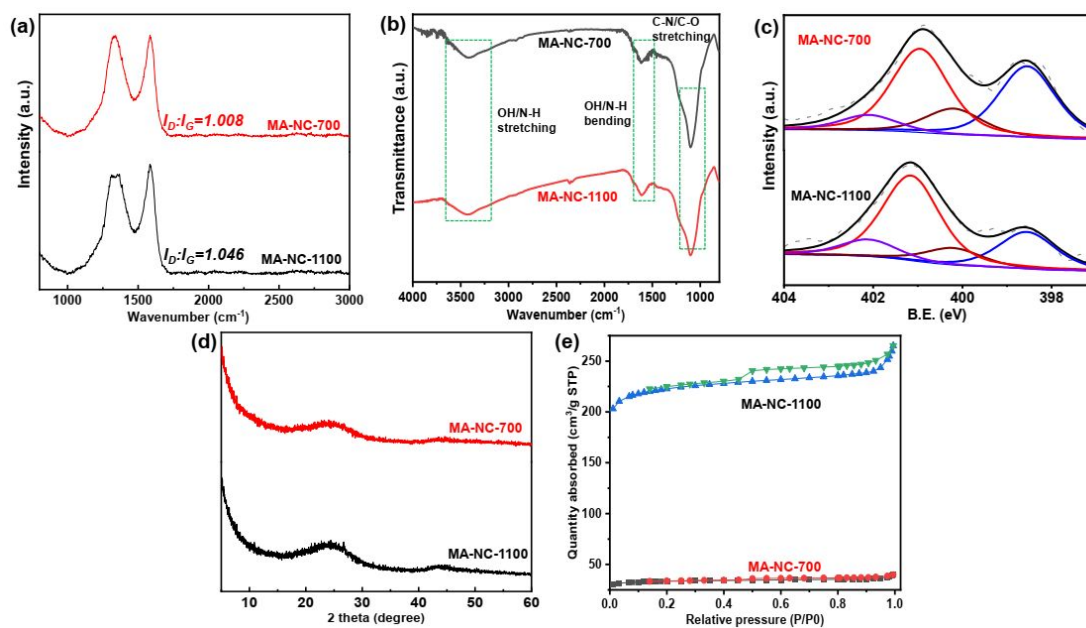 (a)
Intensity (a.u.)
I_D:I_G=1.008
MA-NC-700
I_D:I_G=1.046
MA-NC-1100
1000 1500 2000 2500 3000
Wavenumber (cm⁻¹)
(b)
Transmittance (a.u.)
MA-NC-700
C-N/C-O
stretching
OH/N-H
stretching
OH/N-H
bending
MA-NC-1100
4000 3500 3000 2500 2000 1500 1000
Wavenumber (cm⁻¹)
(c)
Intensity (a.u.)
MA-NC-700
MA-NC-1100
404 402 400 398
B.E. (eV)
(d)
MA-NC-700
MA-NC-1100
10 20 30 40 50 60
2 theta (degree)
(e)
Quantity absorbed (cm³/g STP)
250
200
150
100
50
MA-NC-1100
MA-NC-700
0.0 0.2 0.4 0.6 0.8 1.0
Relative pressure (P/P0)